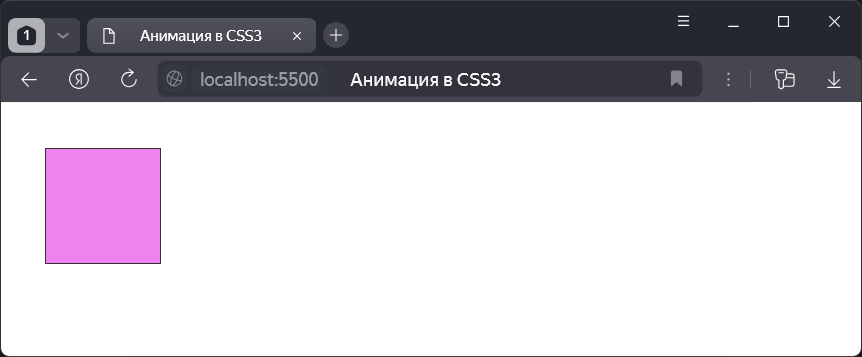 1
Анимация в CSS3
Я
localhost:5500
Анимация в CSS3